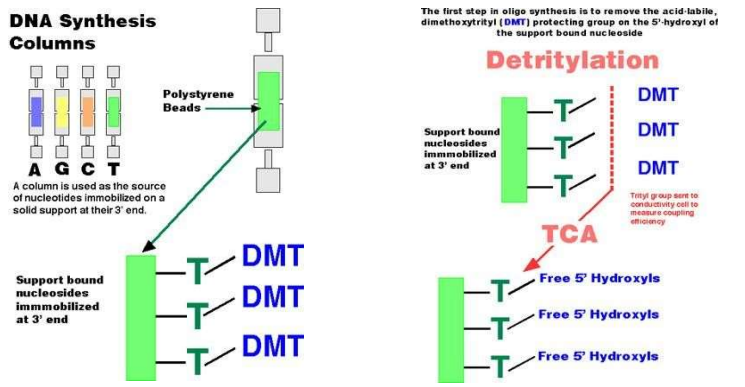 DNA Synthesis
Columns
A G C T
A column is used as the source
of nucleotides immobilized on a
solid support at their 3' end.
Polystyrene
Beads
Support bound
nucleosides
immmobilized
at 3' end
T DMT
T DMT
T DMT
The first step in oligo synthesis is to remove the acid-labile,
dimethoxytrityl (DMT) protecting group on the 5'-hydroxyl of
the support bound nucleoside
Detritylation
Support bound
nucleosides
immmobilized
at 3' end
T DMT
T DMT
T DMT
Trityl group sent to
conductivity cell to
measure coupling
efficiency
TCA
T Free 5' Hydroxyls
T Free 5' Hydroxyls
T Free 5' Hydroxyls